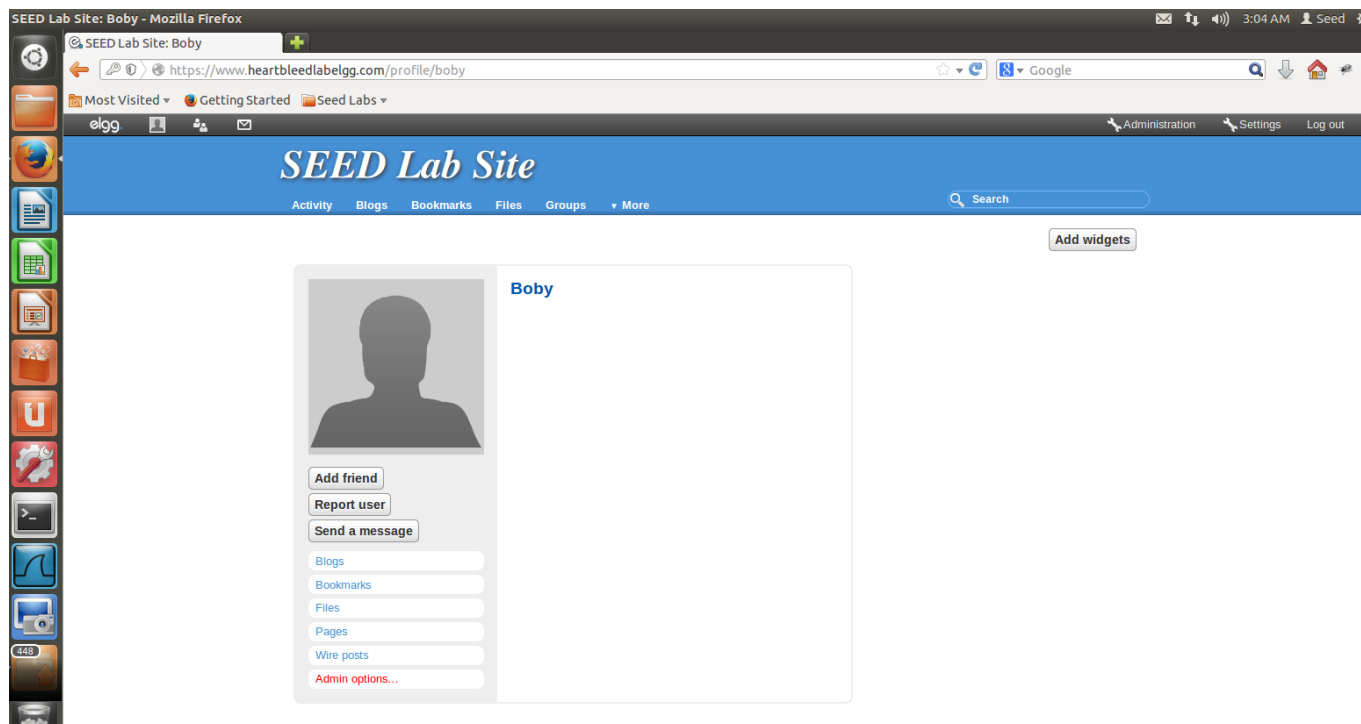 SEED Lab Site: Boby - Mozilla Firefox 3:04 AM Seed
SEED Lab Site: Boby
https://www.heartbleedlabelgg.com/profile/boby 8 Google
Most Visited Getting Started Seed Labs
elgg. Administration Settings Log out
SEED Lab Site
Activity Blogs Bookmarks Files Groups More Search
Add widgets
Boby
Add friend
Report user
Send a message
Blogs
Bookmarks
Files
Pages
Wire posts
Admin options...
448